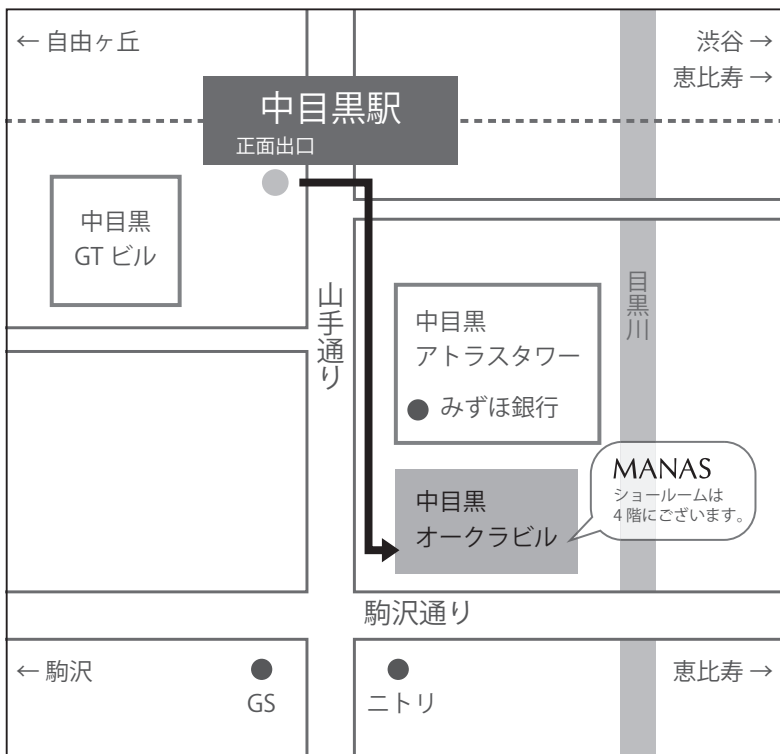 ← 自由ヶ丘
渋谷 →
恵比寿 →
中目黒駅
正面出口
中目黒
GT ビル
山手通り
目黒川
中目黒
アトラスタワー
みずほ銀行
MANAS
ショールームは
4 階にございます。
中目黒
オークラビル
駒沢通り
← 駒沢
GS
ニトリ
恵比寿 →